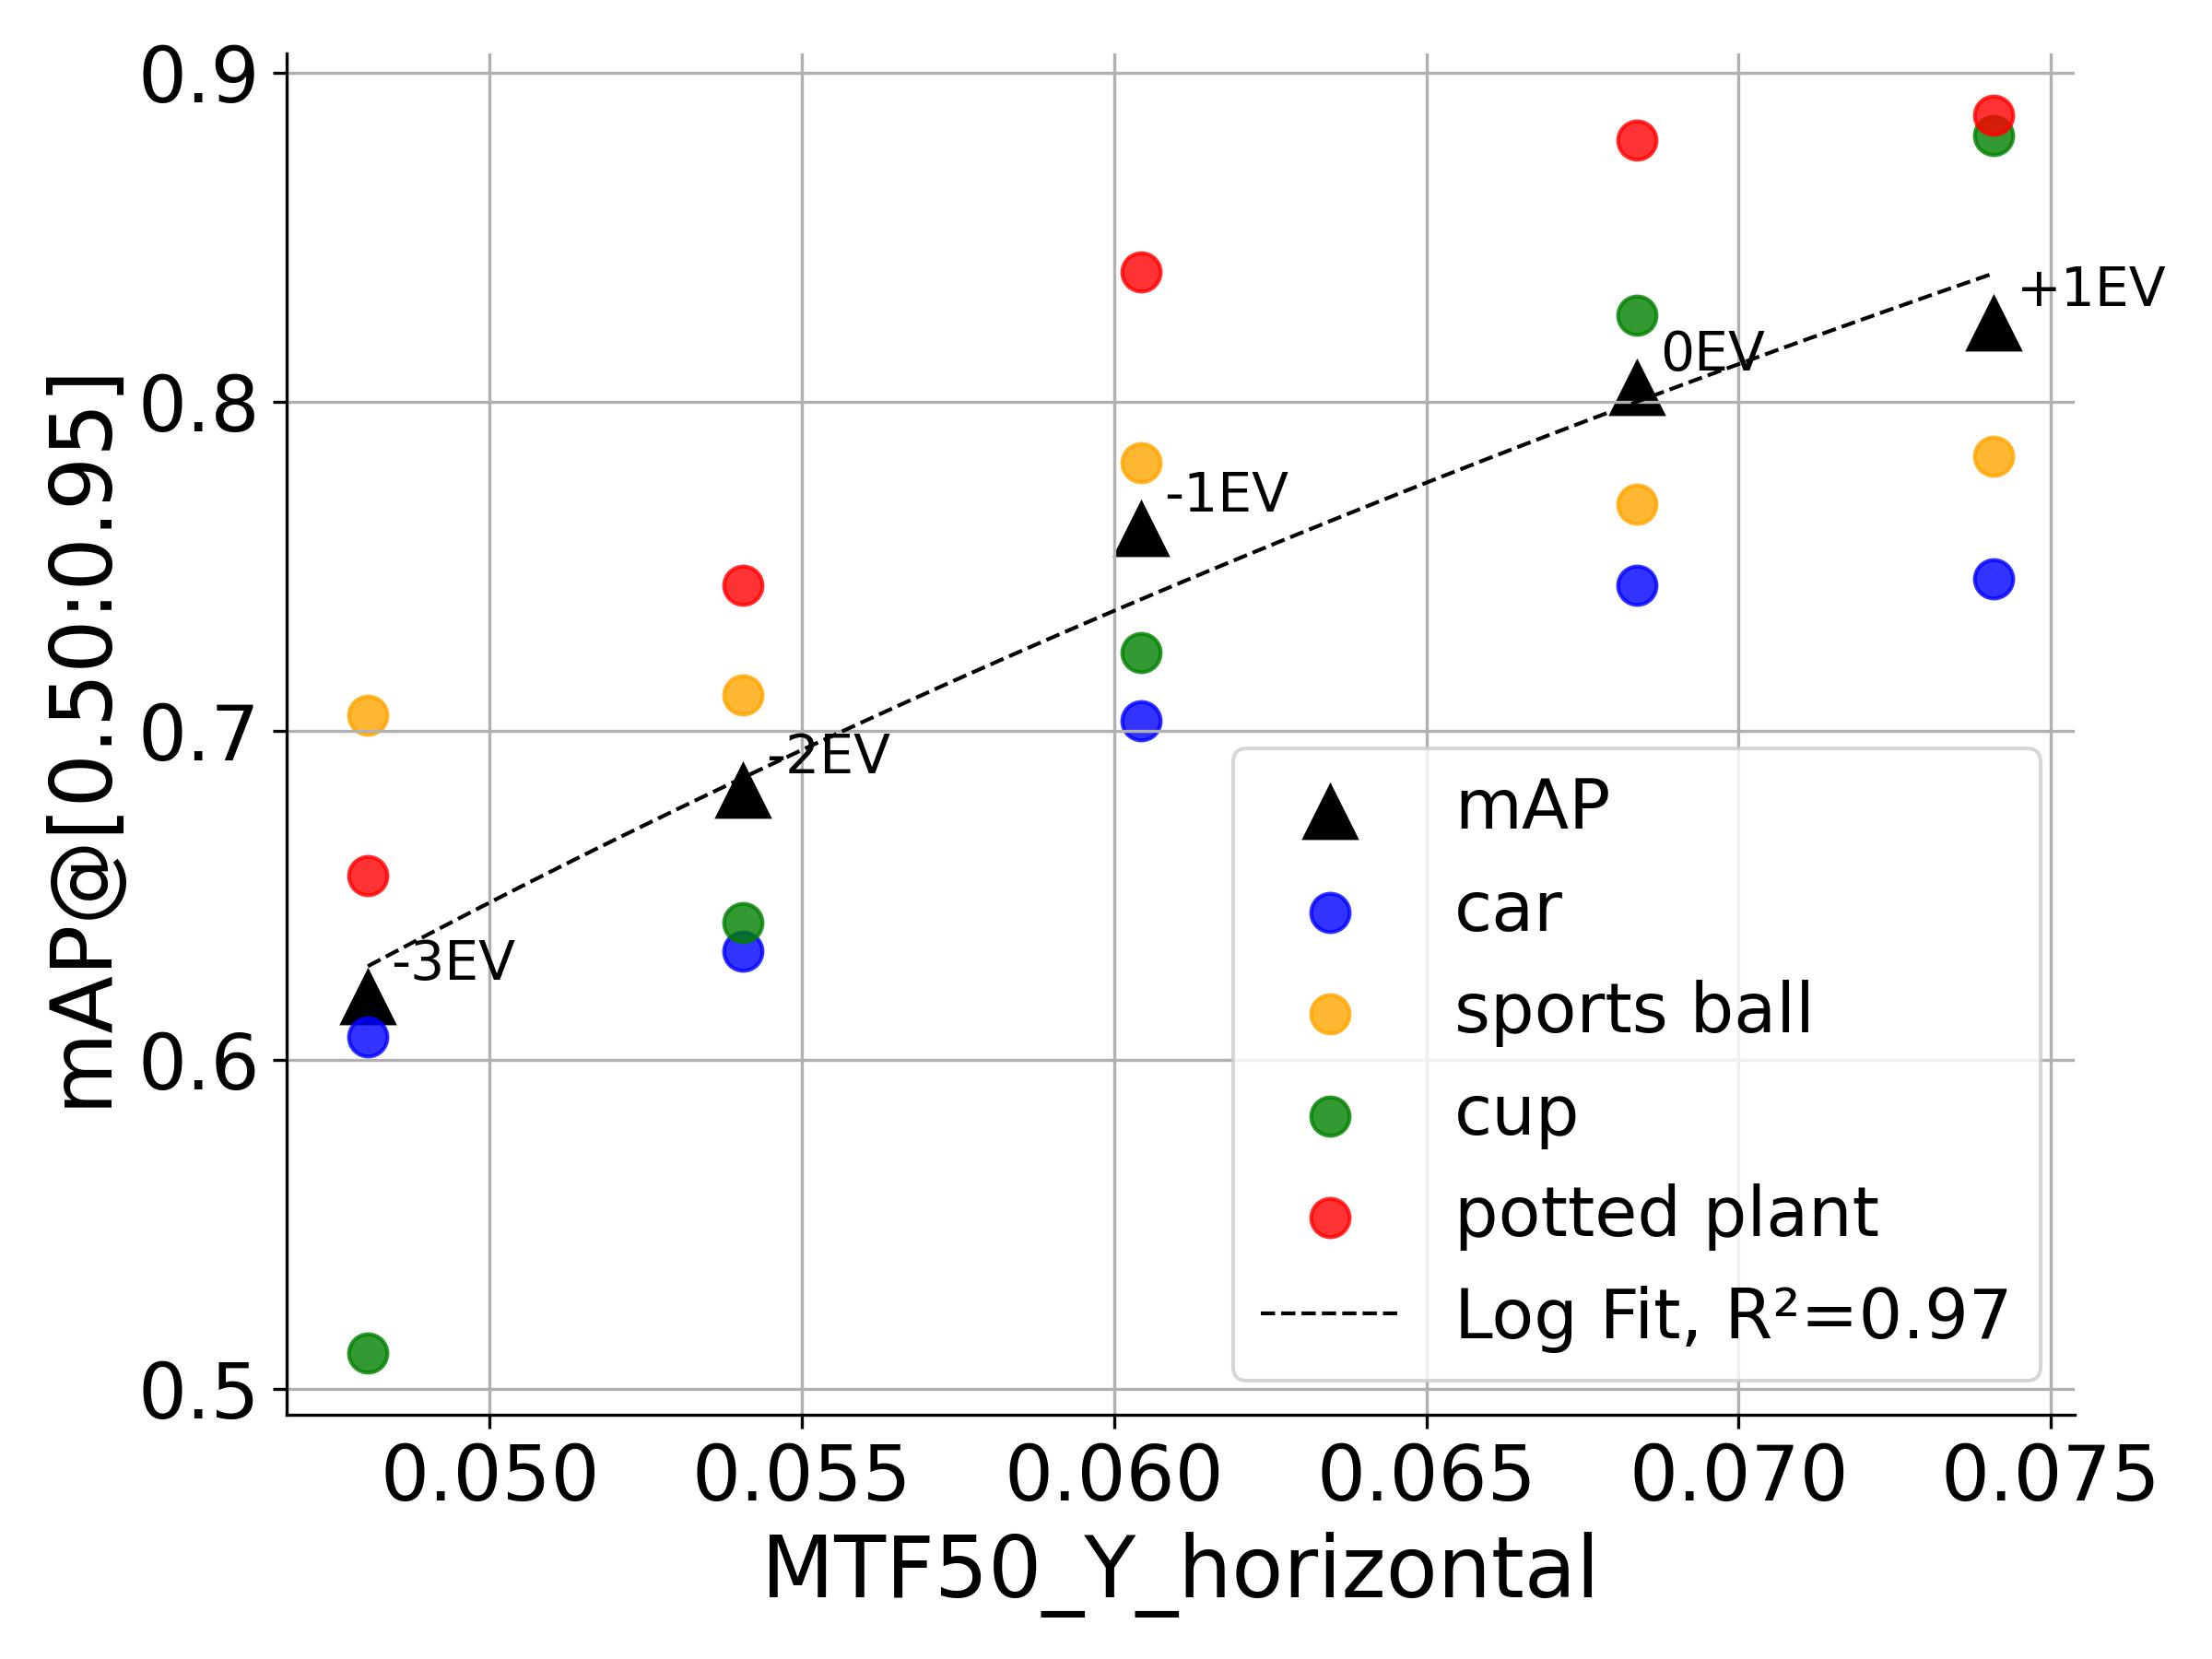 mAP@[0.50:0.95]
0.9
0.8
0.7
0.6
0.5
+1EV
0EV
-1EV
-2EV
-3EV
mAP
car
sports ball
cup
potted plant
Log Fit, R²=0.97
0.050
0.055
0.060
0.065
0.070
0.075
MTF50_Y_horizontal